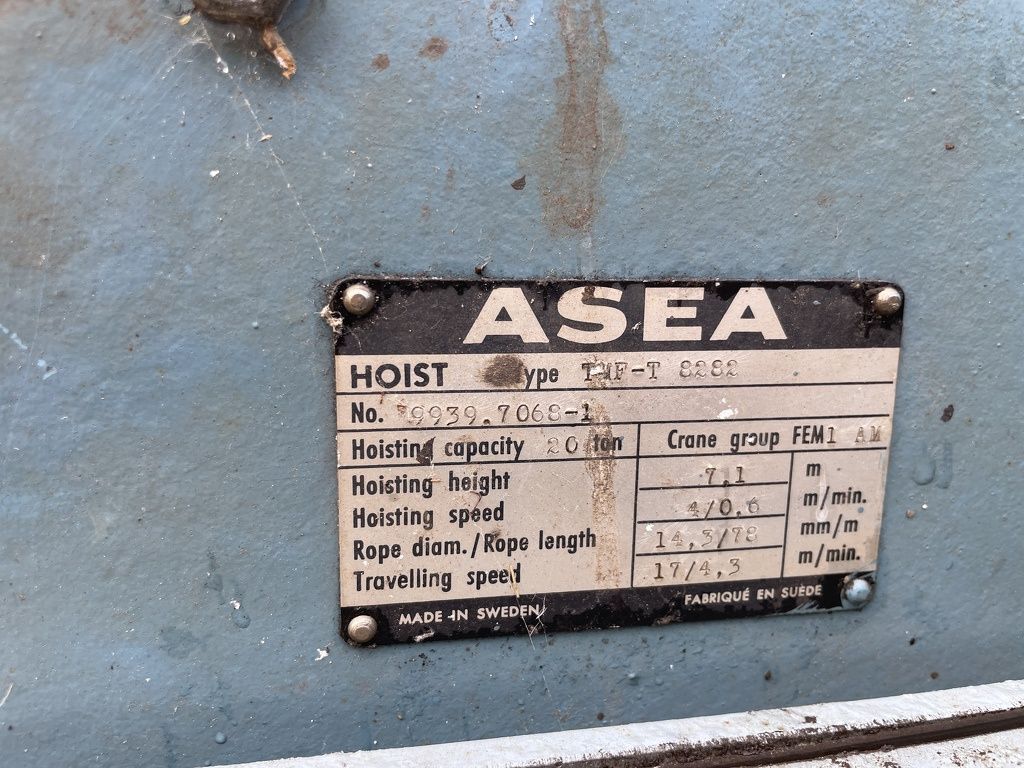 ASEA
HOIST Type TMF-T 8282
No. 9939.7068-1
Hoisting capacity 20 ton Crane group FEM1 AM
Hoisting height 7,1 m
Hoisting speed 4/0,6 m/min.
Rope diam./Rope length 14,3/78 mm/m
Travelling speed 17/4,3 m/min.
MADE IN SWEDEN FABRIQUÉ EN SUÈDE